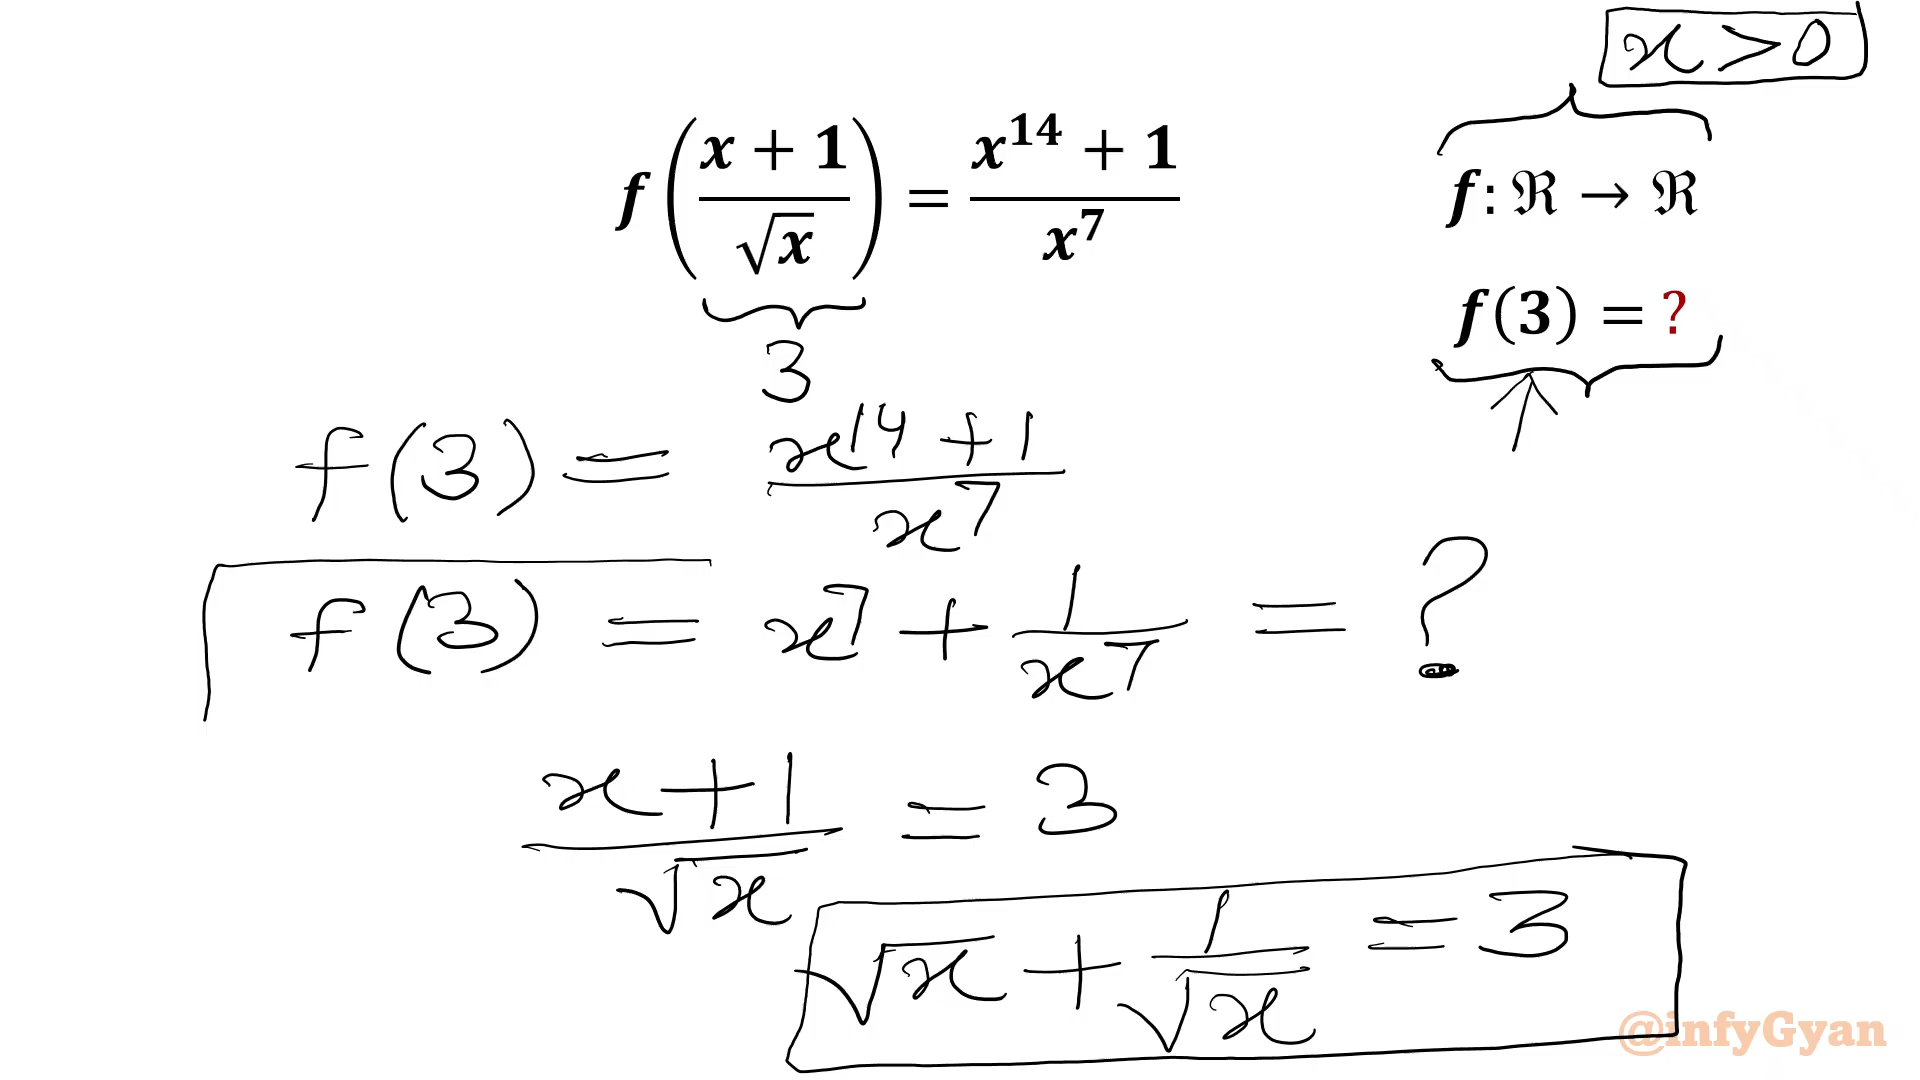 x > 0
f((x + 1)/√x) = (x¹⁴ + 1)/x⁷
f: ℜ → ℜ
f(3) = ?
3
f(3) = (x¹⁴ + 1)/x⁷
f(3) = x⁷ + 1/x⁷ = ?
(x + 1)/√x = 3
√x + 1/√x = 3
@infyGyan